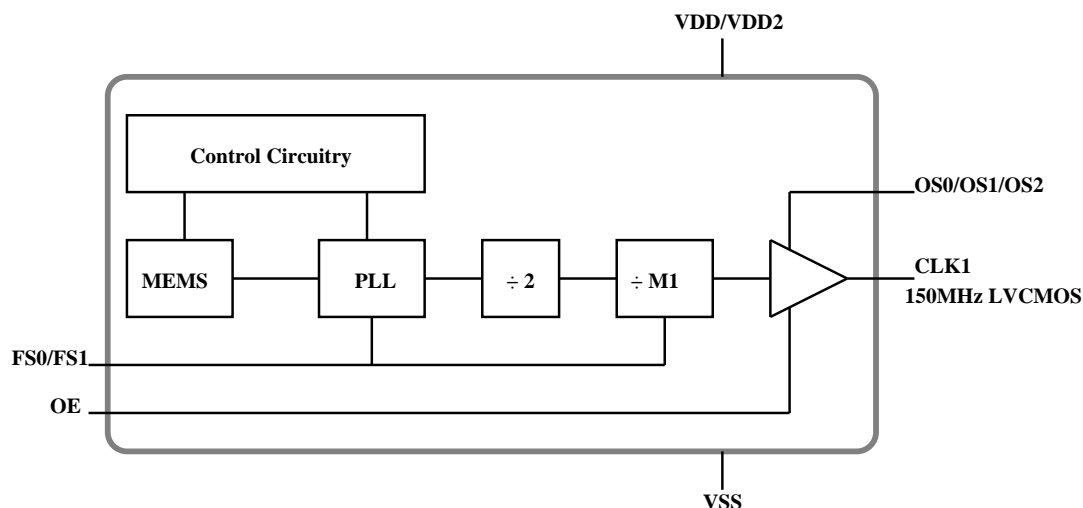 VDD/VDD2
Control Circuitry
OS0/OS1/OS2
MEMS
PLL
÷ 2
÷ M1
CLK1
150MHz LVCMOS
FS0/FS1
OE
VSS